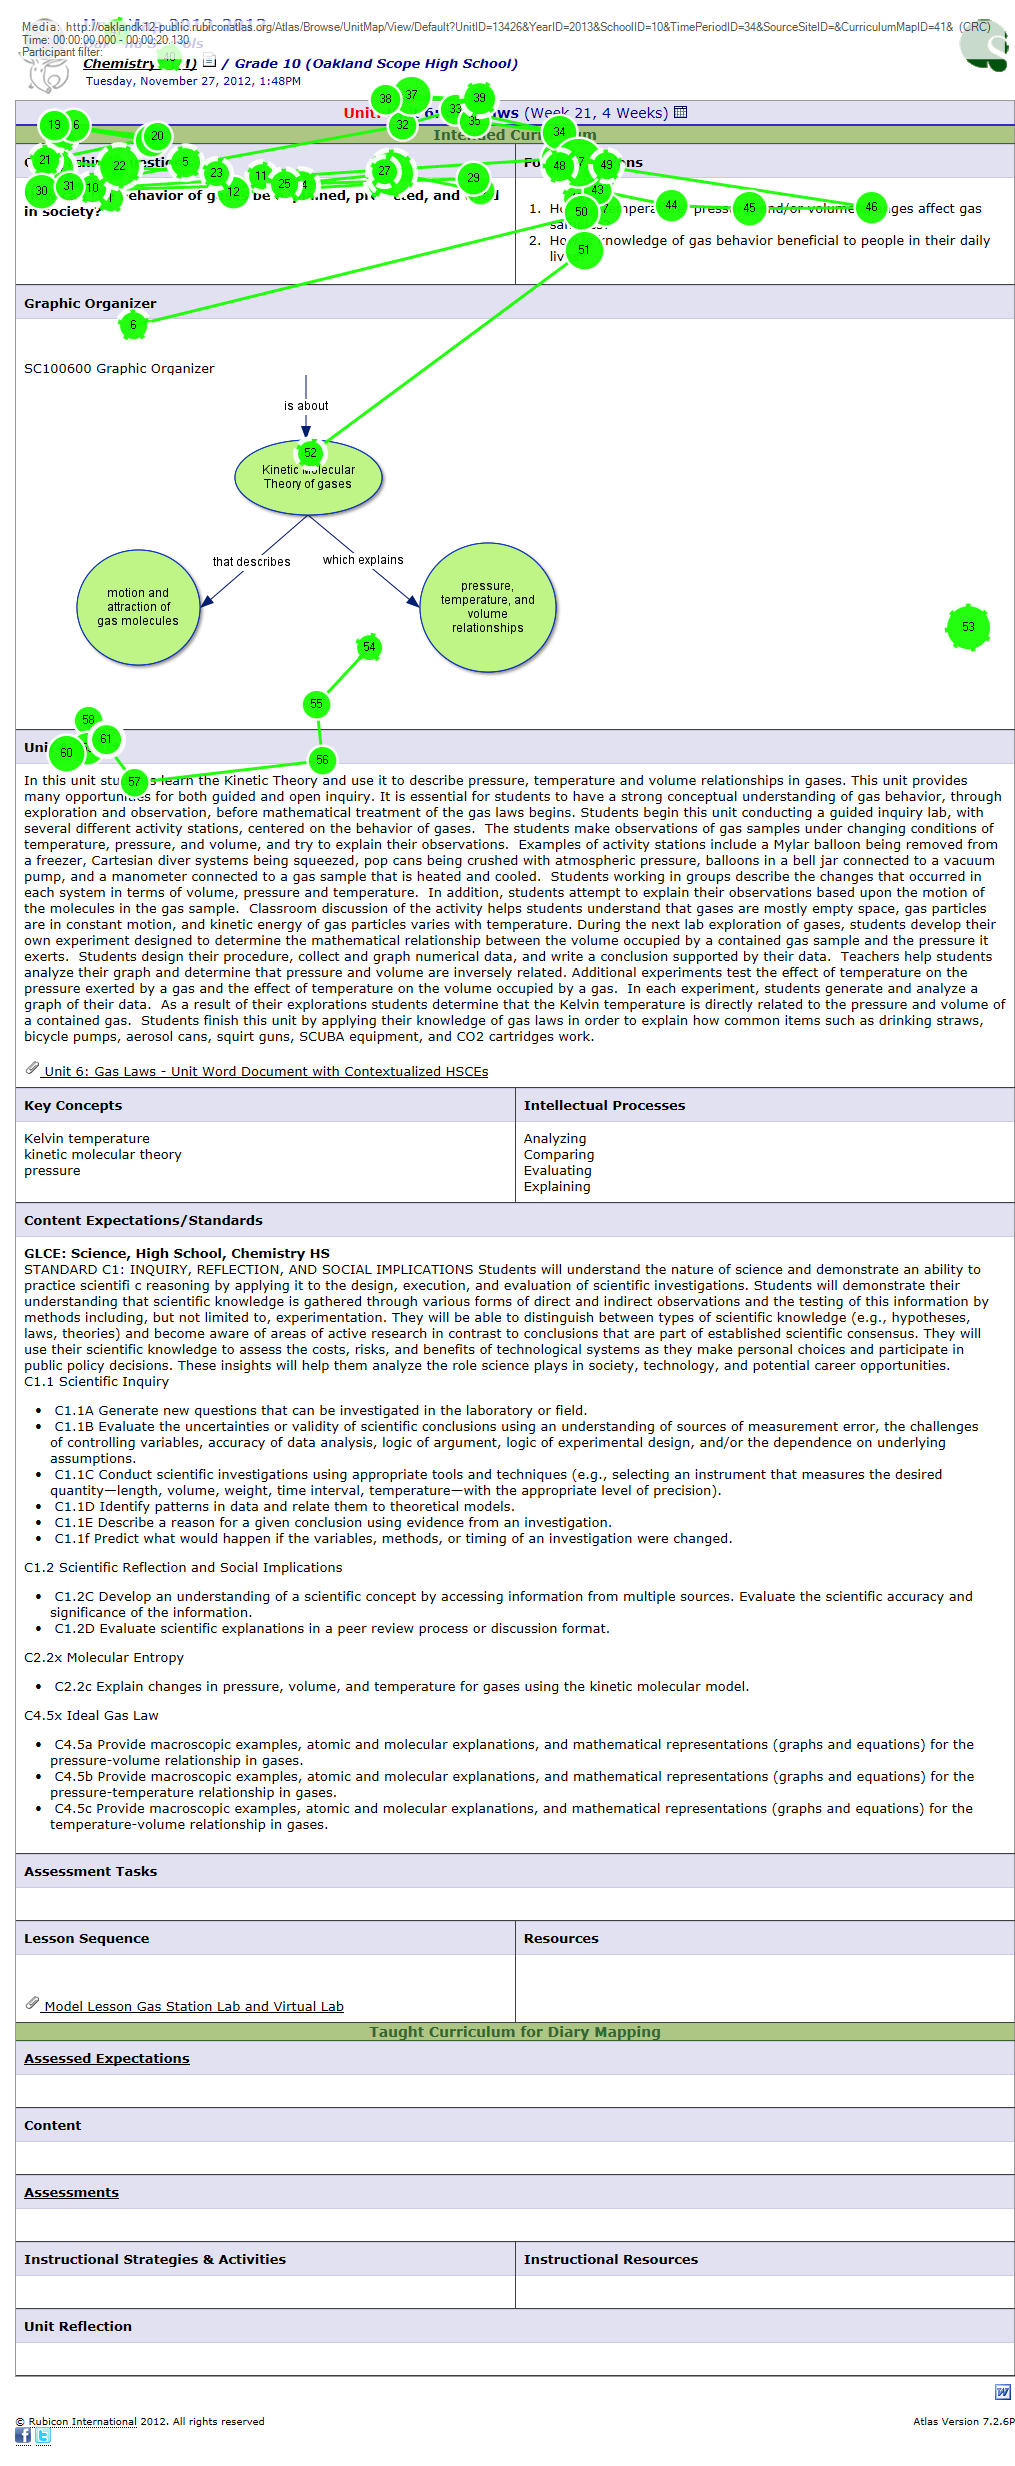 Media: http://oaklandk12-public.rubiconatlas.org/Atlas/Browse/UnitMap/View/Default?UnitID=13426&YearID=2013&SchoolID=10&TimePeriodID=34&SourceSiteID=&CurriculumMapID=41& (CRC)
Time: 00:00:00.000 - 00:00:20.130
Participant filter:
Chemistry / Grade 10 (Oakland Scope High School)
Tuesday, November 27, 2012, 1:48PM
(Week 21, 4 Weeks)
in society?
2. knowledge of gas behavior beneficial to people in their daily
Graphic Organizer
SC100600 Graphic Organizer
is about
Kinetic Molecular
Theory of gases
that describes
which explains
motion and
attraction of
gas molecules
pressure,
temperature, and
volume
relationships
In this unit students learn the Kinetic Theory and use it to describe pressure, temperature and volume relationships in gases. This unit provides
many opportunities for both guided and open inquiry. It is essential for students to have a strong conceptual understanding of gas behavior, through
exploration and observation, before mathematical treatment of the gas laws begins. Students begin this unit conducting a guided inquiry lab, with
several different activity stations, centered on the behavior of gases.  The students make observations of gas samples under changing conditions of
temperature, pressure, and volume, and try to explain their observations.  Examples of activity stations include a Mylar balloon being removed from
a freezer, Cartesian diver systems being squeezed, pop cans being crushed with atmospheric pressure, balloons in a bell jar connected to a vacuum
pump, and a manometer connected to a gas sample that is heated and cooled.  Students working in groups describe the changes that occurred in
each system in terms of volume, pressure and temperature.  In addition, students attempt to explain their observations based upon the motion of
the molecules in the gas sample.  Classroom discussion of the activity helps students understand that gases are mostly empty space, gas particles
are in constant motion, and kinetic energy of gas particles varies with temperature. During the next lab exploration of gases, students develop their
own experiment designed to determine the mathematical relationship between the volume occupied by a contained gas sample and the pressure it
exerts.  Students design their procedure, collect and graph numerical data, and write a conclusion supported by their data.  Teachers help students
analyze their graph and determine that pressure and volume are inversely related. Additional experiments test the effect of temperature on the
pressure exerted by a gas and the effect of temperature on the volume occupied by a gas.  In each experiment, students generate and analyze a
graph of their data.  As a result of their explorations students determine that the Kelvin temperature is directly related to the pressure and volume of
a contained gas.  Students finish this unit by applying their knowledge of gas laws in order to explain how common items such as drinking straws,
bicycle pumps, aerosol cans, squirt guns, SCUBA equipment, and CO2 cartridges work.
Unit 6: Gas Laws - Unit Word Document with Contextualized HSCEs
Key Concepts
Intellectual Processes
Kelvin temperature
kinetic molecular theory
pressure
Analyzing
Comparing
Evaluating
Explaining
Content Expectations/Standards
GLCE: Science, High School, Chemistry HS
STANDARD C1: INQUIRY, REFLECTION, AND SOCIAL IMPLICATIONS Students will understand the nature of science and demonstrate an ability to
practice scientifi c reasoning by applying it to the design, execution, and evaluation of scientific investigations. Students will demonstrate their
understanding that scientific knowledge is gathered through various forms of direct and indirect observations and the testing of this information by
methods including, but not limited to, experimentation. They will be able to distinguish between types of scientific knowledge (e.g., hypotheses,
laws, theories) and become aware of areas of active research in contrast to conclusions that are part of established scientific consensus. They will
use their scientific knowledge to assess the costs, risks, and benefits of technological systems as they make personal choices and participate in
public policy decisions. These insights will help them analyze the role science plays in society, technology, and potential career opportunities.
C1.1 Scientific Inquiry
• C1.1A Generate new questions that can be investigated in the laboratory or field.
• C1.1B Evaluate the uncertainties or validity of scientific conclusions using an understanding of sources of measurement error, the challenges
of controlling variables, accuracy of data analysis, logic of argument, logic of experimental design, and/or the dependence on underlying
assumptions.
• C1.1C Conduct scientific investigations using appropriate tools and techniques (e.g., selecting an instrument that measures the desired
quantity—length, volume, weight, time interval, temperature—with the appropriate level of precision).
• C1.1D Identify patterns in data and relate them to theoretical models.
• C1.1E Describe a reason for a given conclusion using evidence from an investigation.
• C1.1f Predict what would happen if the variables, methods, or timing of an investigation were changed.
C1.2 Scientific Reflection and Social Implications
• C1.2C Develop an understanding of a scientific concept by accessing information from multiple sources. Evaluate the scientific accuracy and
significance of the information.
• C1.2D Evaluate scientific explanations in a peer review process or discussion format.
C2.2x Molecular Entropy
• C2.2c Explain changes in pressure, volume, and temperature for gases using the kinetic molecular model.
C4.5x Ideal Gas Law
• C4.5a Provide macroscopic examples, atomic and molecular explanations, and mathematical representations (graphs and equations) for the
pressure-volume relationship in gases.
• C4.5b Provide macroscopic examples, atomic and molecular explanations, and mathematical representations (graphs and equations) for the
pressure-temperature relationship in gases.
• C4.5c Provide macroscopic examples, atomic and molecular explanations, and mathematical representations (graphs and equations) for the
temperature-volume relationship in gases.
Assessment Tasks
Lesson Sequence
Resources
Model Lesson Gas Station Lab and Virtual Lab
Taught Curriculum for Diary Mapping
Assessed Expectations
Content
Assessments
Instructional Strategies & Activities
Instructional Resources
Unit Reflection
© Rubicon International 2012. All rights reserved
Atlas Version 7.2.6P